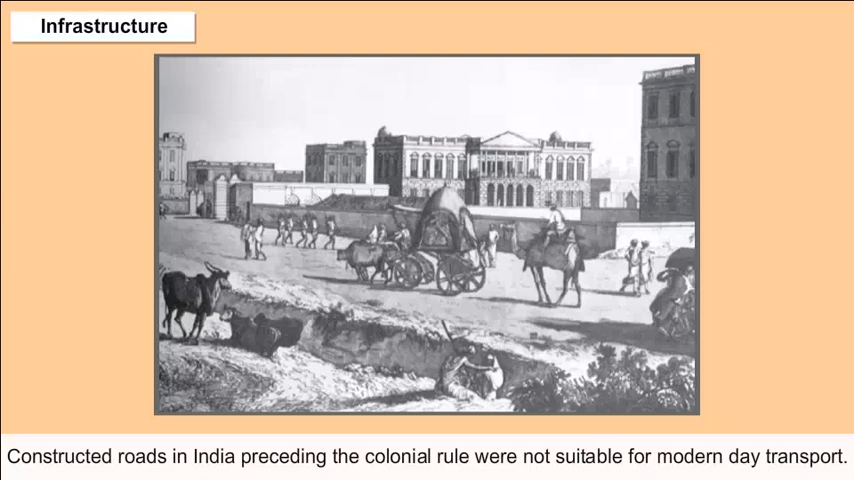 Infrastructure
Constructed roads in India preceding the colonial rule were not suitable for modern day transport.